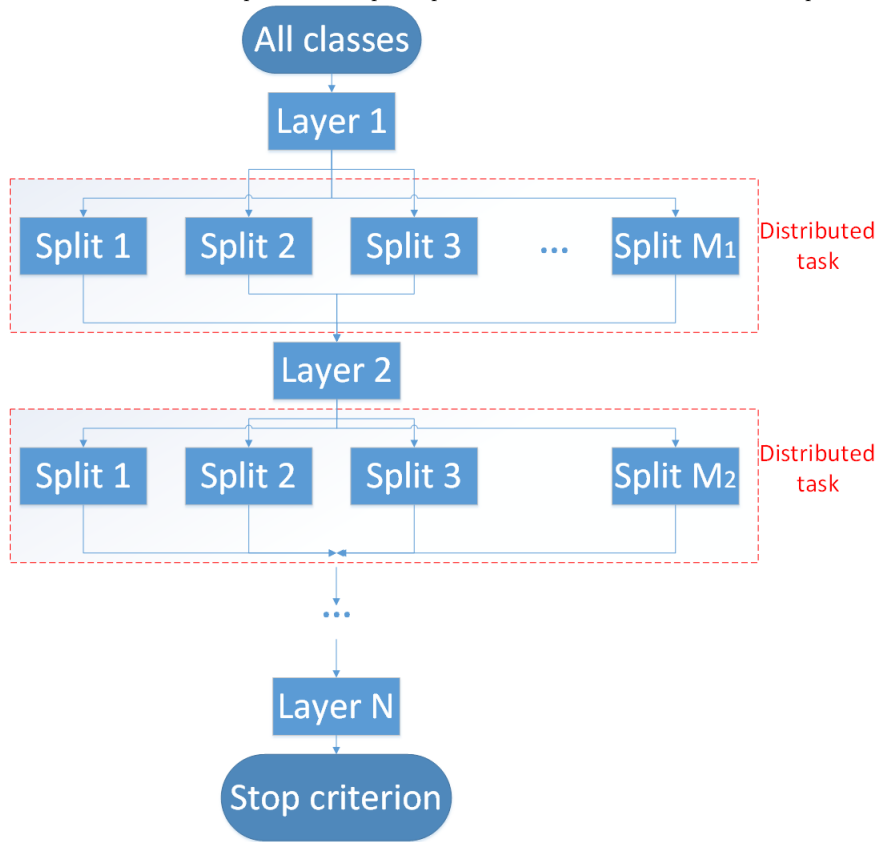 All classes
Layer 1
Split 1
Split 2
Split 3
...
Split M₁
Distributed
task
Layer 2
Split 1
Split 2
Split 3
Split M₂
Distributed
task
...
Layer N
Stop criterion